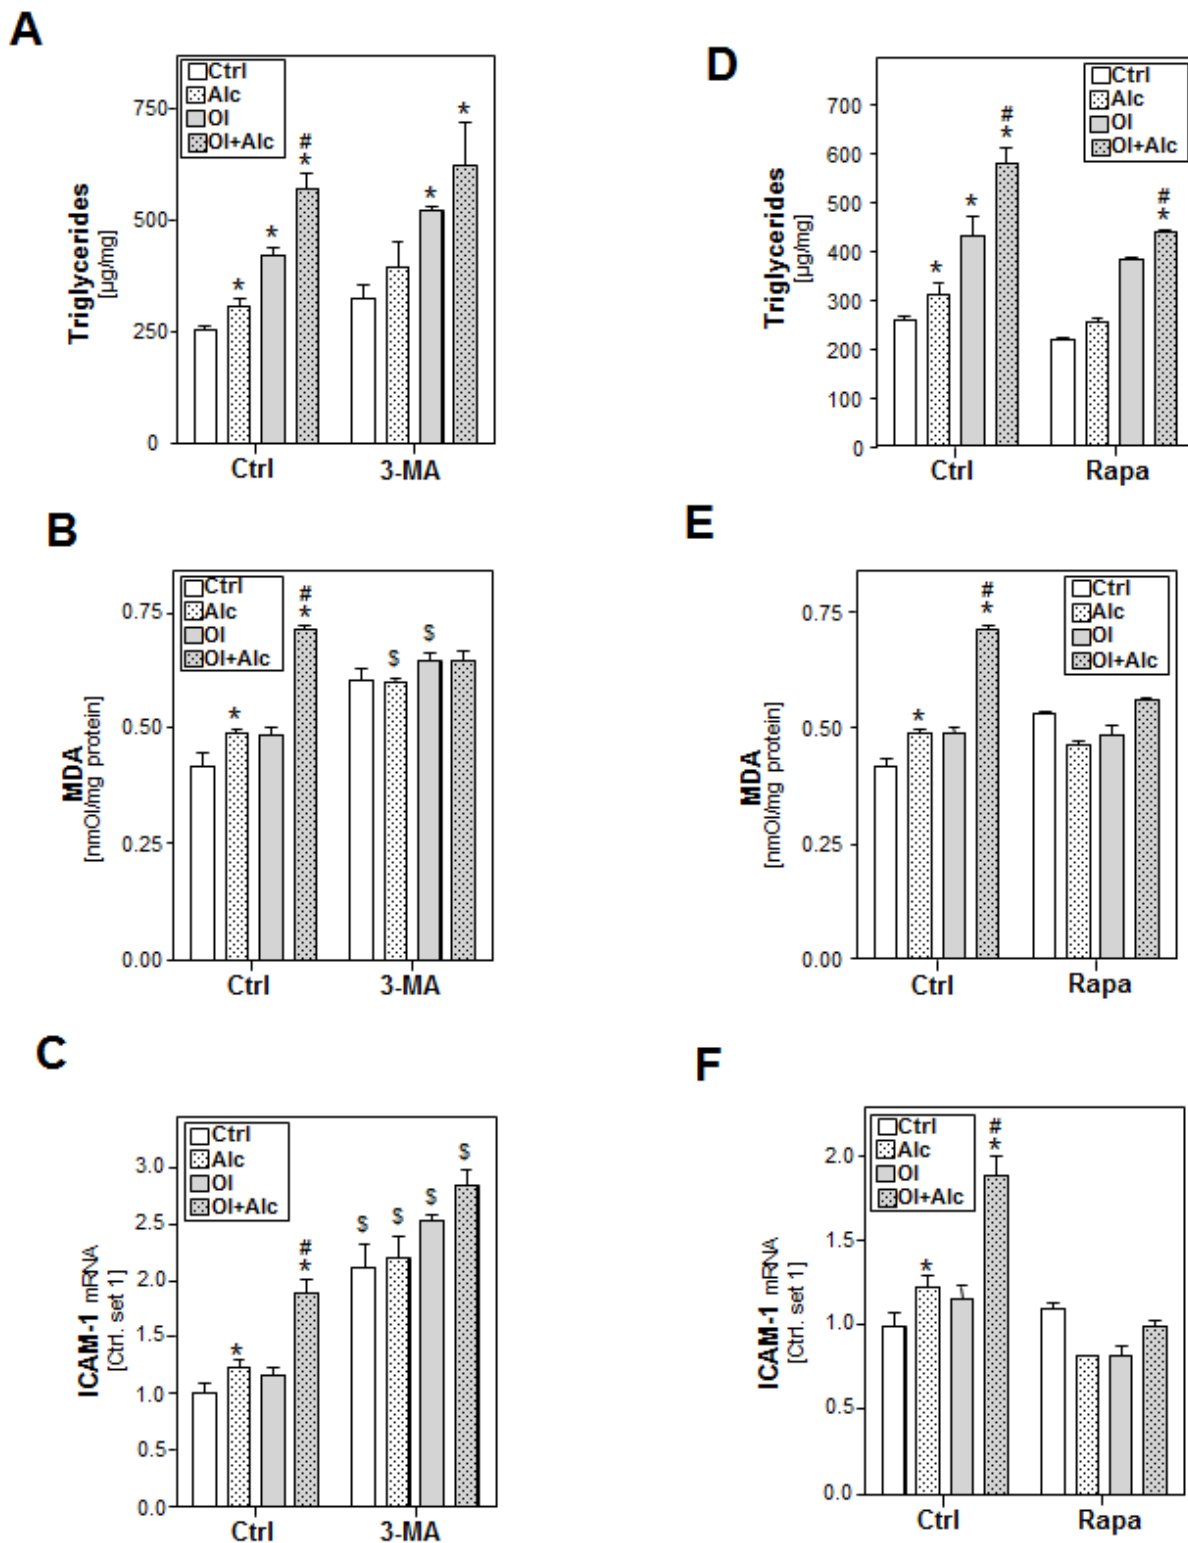 A
Ctrl
Alc
Ol
Ol+Alc
750
500
250
0
Triglycerides
[µg/mg]
*
*
#
*
*
*
Ctrl
3-MA
D
Ctrl
Alc
Ol
Ol+Alc
700
600
500
400
300
200
100
0
Triglycerides
[µg/mg]
*
*
#
*
#
*
Ctrl
Rapa
B
Ctrl
Alc
Ol
Ol+Alc
0.75
0.50
0.25
0.00
MDA
[nmOl/mg protein]
*
#
*
$
$
Ctrl
3-MA
E
Ctrl
Alc
Ol
Ol+Alc
0.75
0.50
0.25
0.00
MDA
[nmOl/mg protein]
*
#
*
Ctrl
Rapa
C
Ctrl
Alc
Ol
Ol+Alc
3.0
2.5
2.0
1.5
1.0
0.5
0.0
ICAM-1 mRNA
[Ctrl. set 1]
*
#
*
$
$
$
$
Ctrl
3-MA
F
Ctrl
Alc
Ol
Ol+Alc
2.0
1.5
1.0
0.5
0.0
ICAM-1 mRNA
[Ctrl. set 1]
*
#
*
Ctrl
Rapa